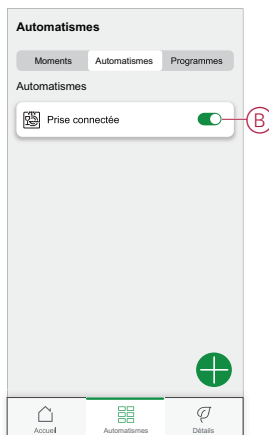 Automatismes
Moments Automatismes Programmes
Automatismes
Prise connectée
B
Accueil Automatismes Détails